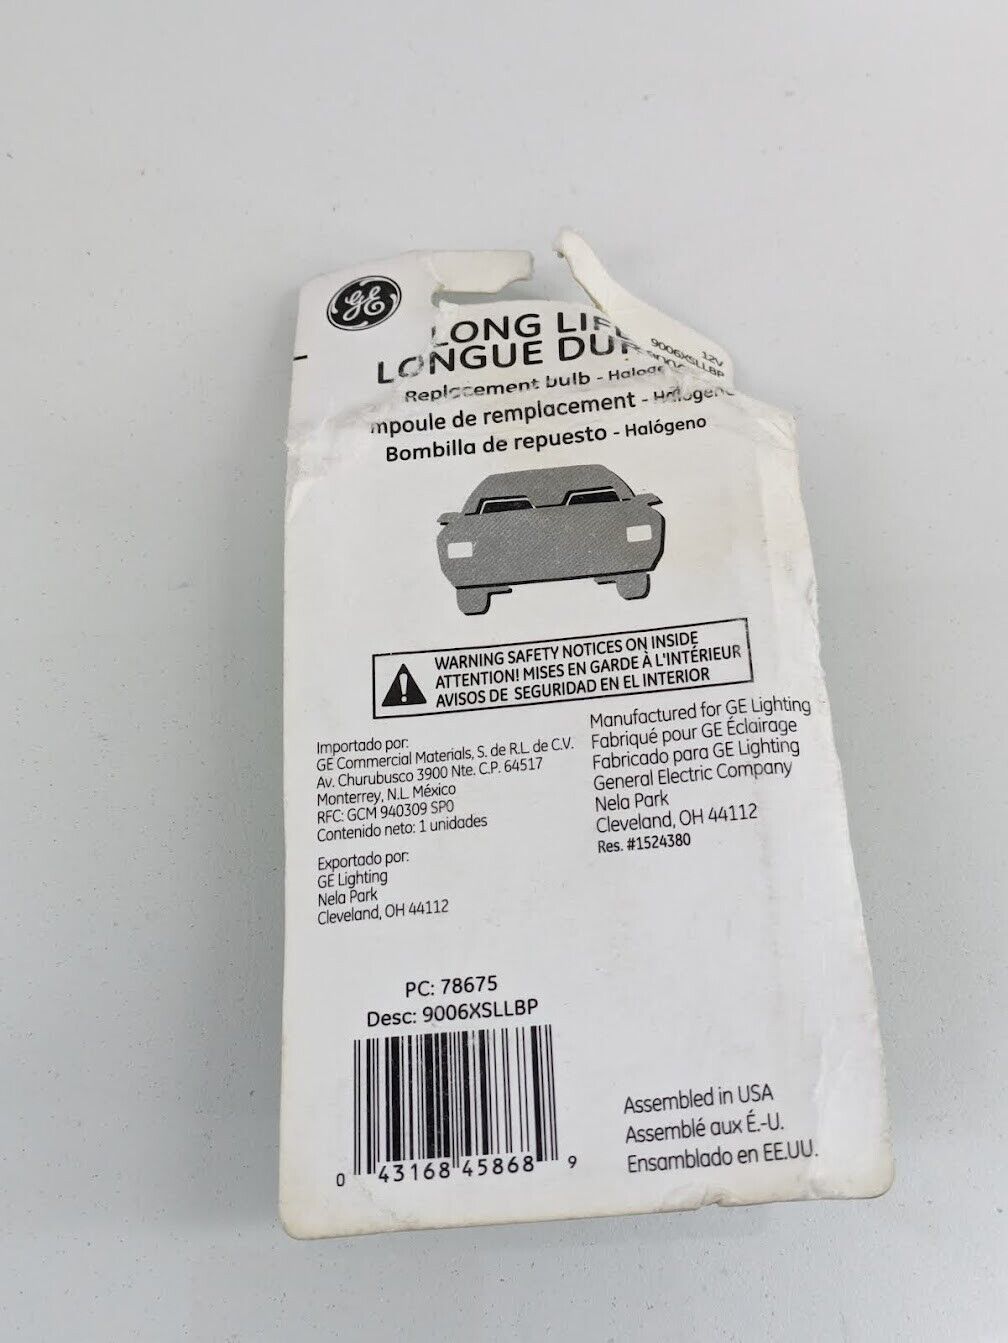 GE
LONG
LONGUE
9006XSLLBP 12V
Replacement bulb -
mpoule de remplacement - Halogen
Bombilla de repuesto - Halógeno
WARNING SAFETY NOTICES ON INSIDE
ATTENTION! MISES EN GARDE À L'INTÉRIEUR
AVISOS DE SEGURIDAD EN EL INTERIOR
Importado por:
GE Commercial Materials, S. de R.L. de C.V.
Av. Churubusco 3900 Nte. C.P. 64517
Monterrey, N.L. México
RFC: GCM 940309 SP0
Contenido neto: 1 unidades
Exportado por:
GE Lighting
Nela Park
Cleveland, OH 44112
Manufactured for GE Lighting
Fabriqué pour GE Éclairage
Fabricado para GE Lighting
General Electric Company
Nela Park
Cleveland, OH 44112
Res. #1524380
PC: 78675
Desc: 9006XSLLBP
0 43168 45868 9
Assembled in USA
Assemblé aux É.-U.
Ensamblado en EE.UU.